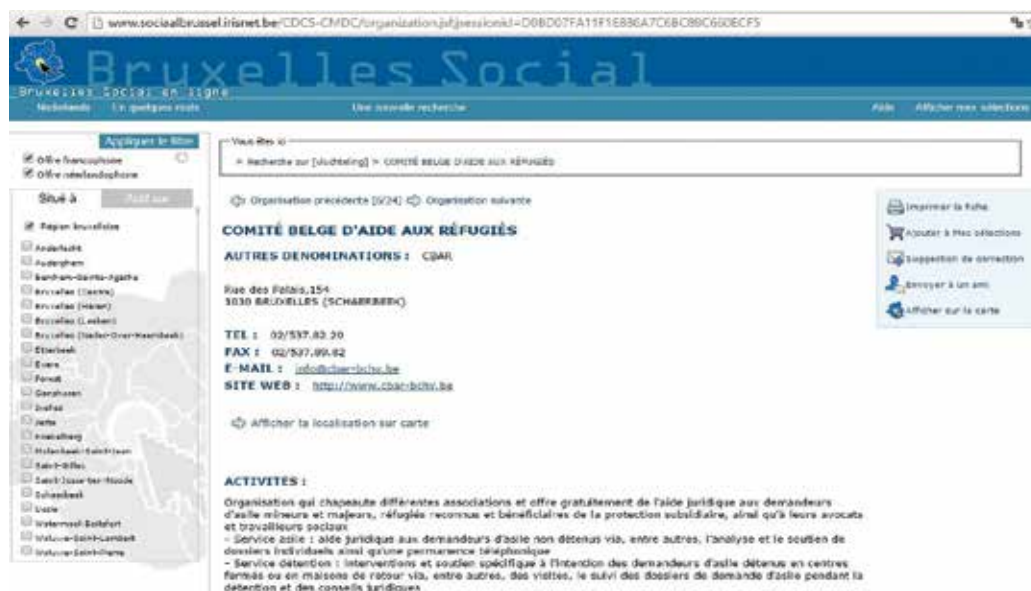 www.sociaalbrussel.irisnet.be/CDCS-CMDC/organization.jsf;jsessionid=
Bruxelles Social
Bruxelles Social en ligne
Nederlands En quelques mots Une nouvelle recherche Aide Afficher mes sélections
Appliquer le filtre
Offre francophone
Offre néerlandophone
Situé à
Région bruxelloise
Anderlecht
Auderghem
Berchem-Sainte-Agathe
Bruxelles (Centre)
Bruxelles (Haren)
Bruxelles (Laeken)
Bruxelles (Neder-Over-Heembeek)
Etterbeek
Evere
Forest
Ganshoren
Ixelles
Jette
Koekelberg
Molenbeek-Saint-Jean
Saint-Gilles
Saint-Josse-ten-Noode
Schaerbeek
Uccle
Watermael-Boitsfort
Woluwe-Saint-Lambert
Woluwe-Saint-Pierre
Vous êtes ici
» Recherche sur [vluchteling] » COMITÉ BELGE D'AIDE AUX RÉFUGIÉS
Organisation précédente [6/24] Organisation suivante
COMITÉ BELGE D'AIDE AUX RÉFUGIÉS
AUTRES DENOMINATIONS : CBAR
Rue des Palais,154
1030 BRUXELLES (SCHAERBEEK)
TEL : 02/537.82.20
FAX : 02/537.89.82
E-MAIL : info@cbar-bchv.be
SITE WEB : http://www.cbar-bchv.be
Afficher la localisation sur carte
ACTIVITÉS :
Organisation qui chapeaute différentes associations et offre gratuitement de l'aide juridique aux demandeurs
d'asile mineurs et majeurs, réfugiés reconnus et bénéficiaires de la protection subsidiaire, ainsi qu'à leurs avocats
et travailleurs sociaux
- Service asile : aide juridique aux demandeurs d'asile non détenus via, entre autres, l'analyse et le soutien de
dossiers individuels ainsi qu'une permanence téléphonique
- Service détention : interventions et soutien spécifique à l'intention des demandeurs d'asile détenus en centres
fermés ou en maisons de retour via, entre autres, des visites, le suivi des dossiers de demande d'asile pendant la
détention et des conseils juridiques
Imprimer la fiche
Ajouter à Mes sélections
Suggestion de correction
Envoyer à un ami
Afficher sur la carte